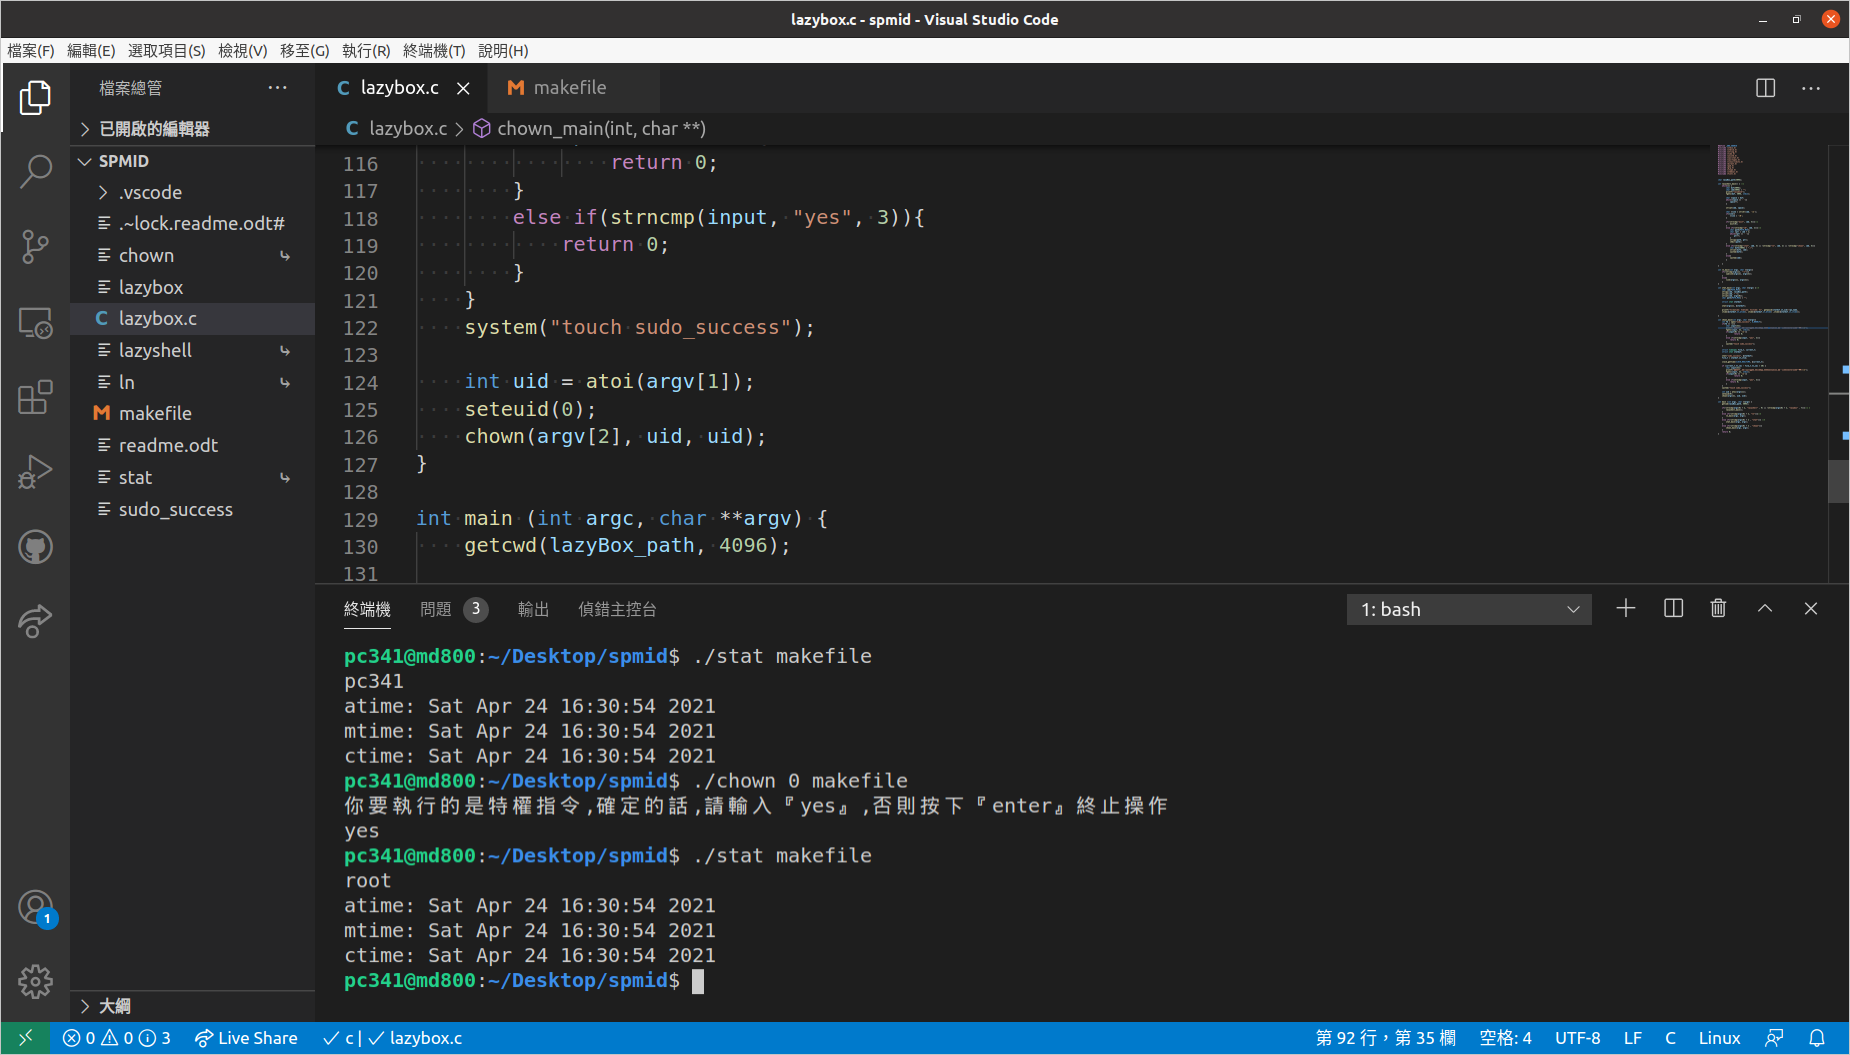 lazybox.c - spmid - Visual Studio Code
檔案(F) 編輯(E) 選取項目(S) 檢視(V) 移至(G) 執行(R) 終端機(T) 說明(H)
檔案總管
已開啟的編輯器
SPMID
.vscode
.~lock.readme.odt#
chown
lazybox
lazybox.c
lazyshell
ln
makefile
readme.odt
stat
sudo_success
大綱
1
lazybox.c makefile
lazybox.c > chown_main(int, char **)
116 return 0;
117 }
118 else if(strncmp(input, "yes", 3)){
119 return 0;
120 }
121 }
122 system("touch sudo_success");
123
124 int uid = atoi(argv[1]);
125 seteuid(0);
126 chown(argv[2], uid, uid);
127 }
128
129 int main (int argc, char **argv) {
130 getcwd(lazyBox_path, 4096);
131
終端機 問題 3 輸出 偵錯主控台 1: bash
pc341@md800:~/Desktop/spmid$ ./stat makefile
pc341
atime: Sat Apr 24 16:30:54 2021
mtime: Sat Apr 24 16:30:54 2021
ctime: Sat Apr 24 16:30:54 2021
pc341@md800:~/Desktop/spmid$ ./chown 0 makefile
你要執行的是特權指令,確定的話,請輸入『yes』,否則按下『enter』終止操作
yes
pc341@md800:~/Desktop/spmid$ ./stat makefile
root
atime: Sat Apr 24 16:30:54 2021
mtime: Sat Apr 24 16:30:54 2021
ctime: Sat Apr 24 16:30:54 2021
pc341@md800:~/Desktop/spmid$
0 0 3 Live Share c | lazybox.c 第 92 行，第 35 欄 空格: 4 UTF-8 LF C Linux